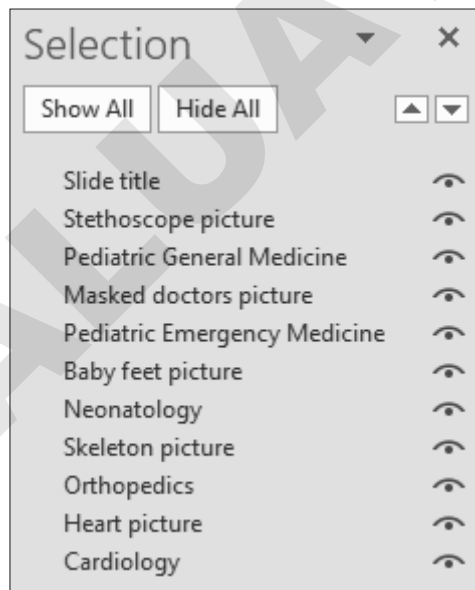 Selection
Show All Hide All
Slide title
Stethoscope picture
Pediatric General Medicine
Masked doctors picture
Pediatric Emergency Medicine
Baby feet picture
Neonatology
Skeleton picture
Orthopedics
Heart picture
Cardiology